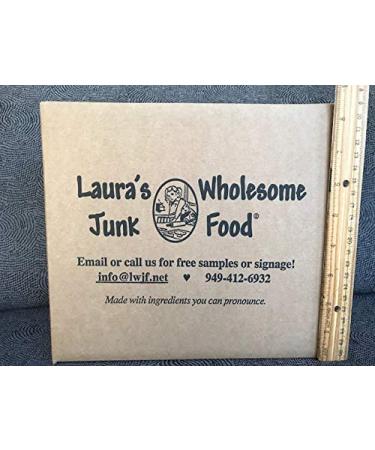 Laura's Wholesome
Junk Food®
Email or call us for free samples or signage!
info@lwjf.net ♥ 949-412-6932
Made with ingredients you can pronounce.